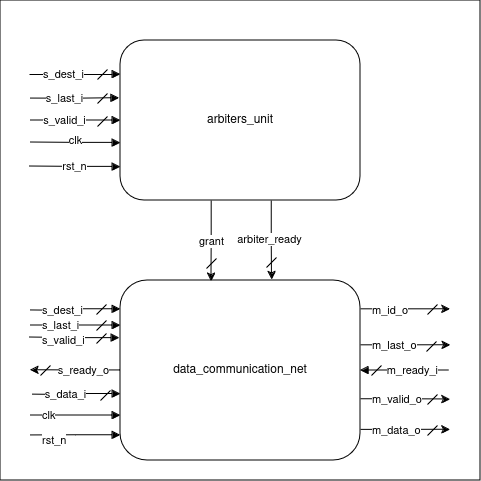 s_dest_i
s_last_i
s_valid_i
clk
rst_n
arbiters_unit
grant
arbiter_ready
s_dest_i
s_last_i
s_valid_i
s_ready_o
s_data_i
clk
rst_n
data_communication_net
m_id_o
m_last_o
m_ready_i
m_valid_o
m_data_o